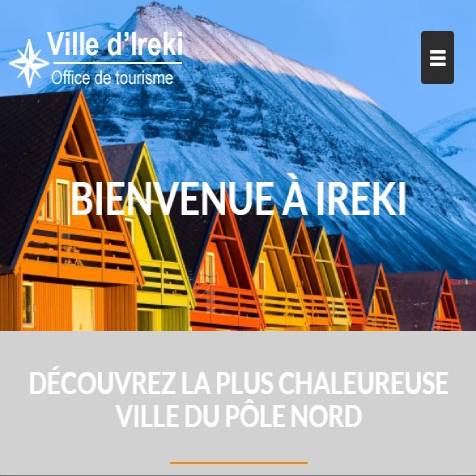 Ville d'Ireki
Office de tourisme
BIENVENUE À IREKI
DÉCOUVREZ LA PLUS CHALEUREUSE
VILLE DU PÔLE NORD